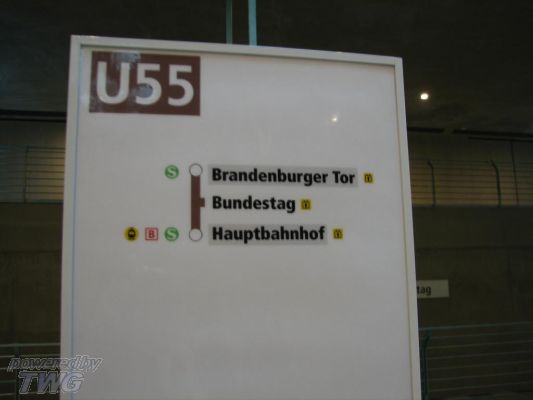 U55
S Brandenburger Tor
Bundestag
B S Hauptbahnhof
tag
powered by
TWG